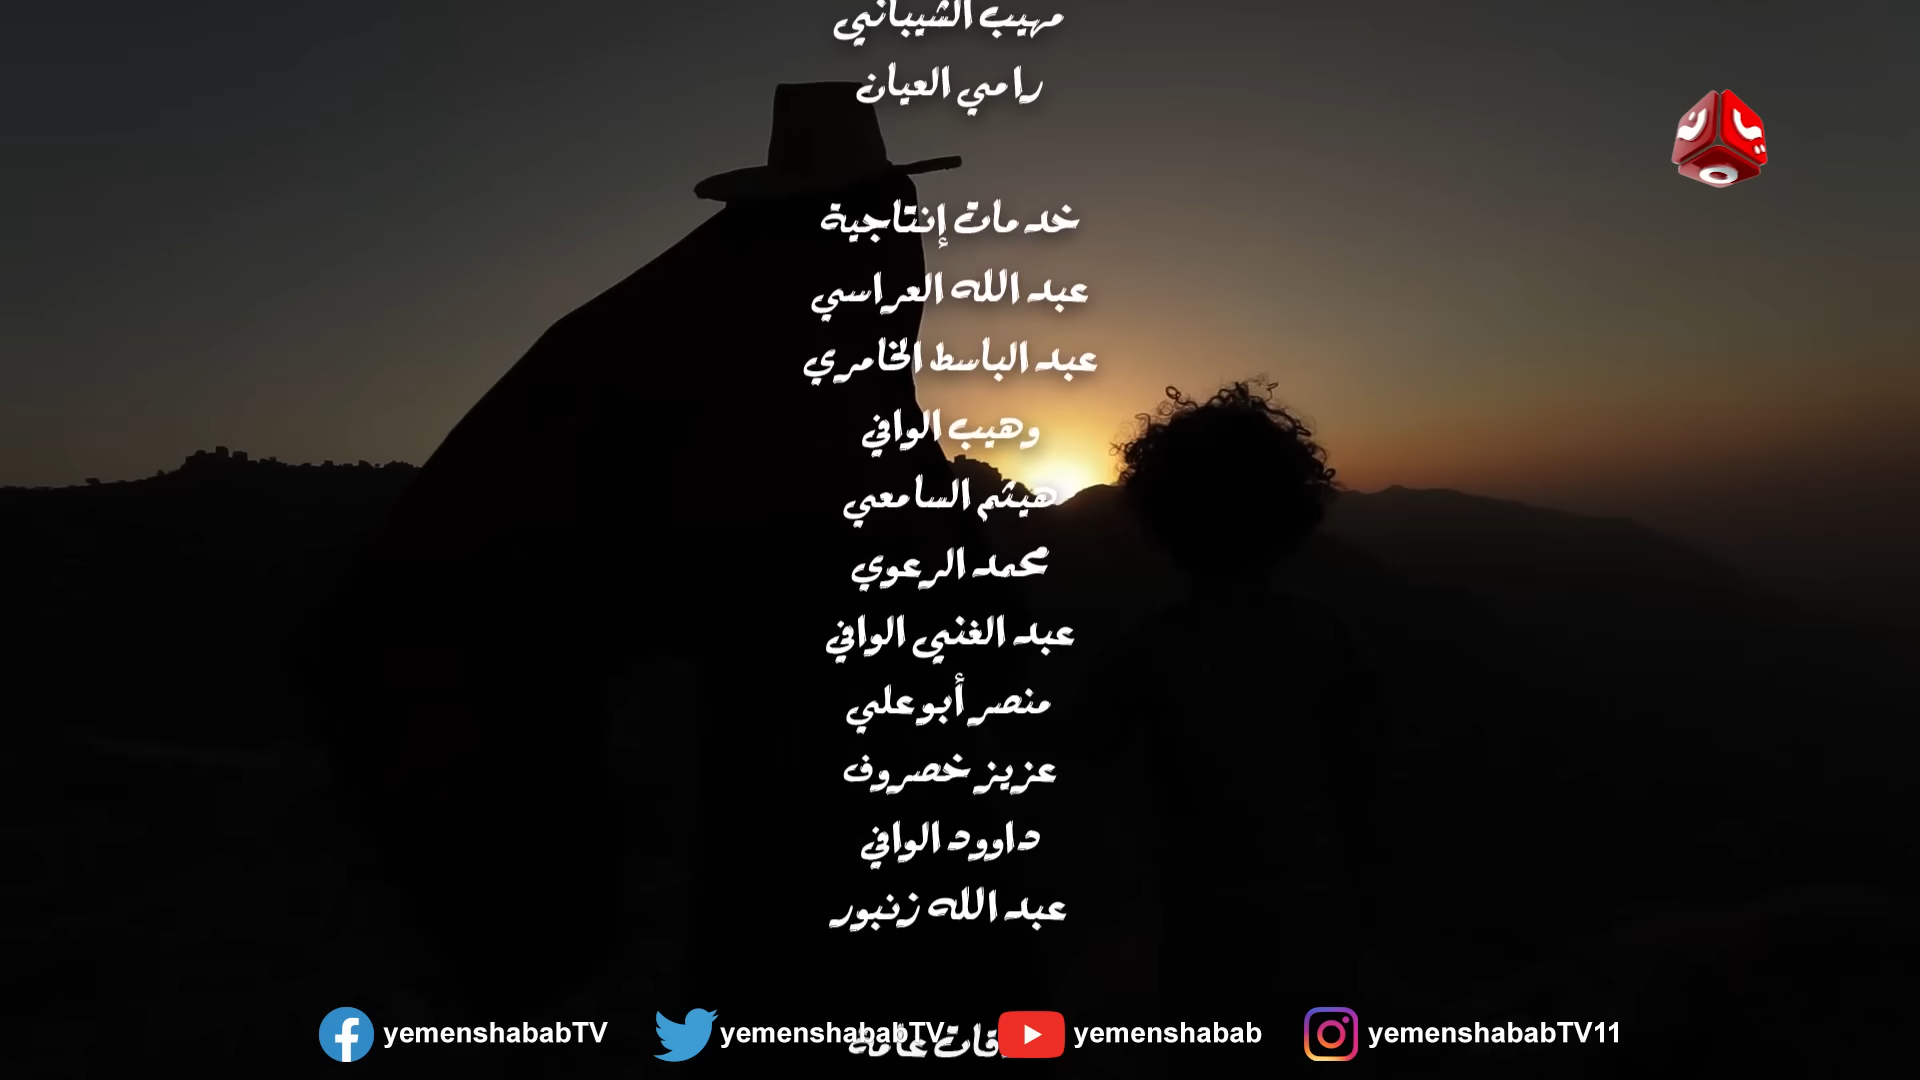 مهيب الشيباني
رامي العيان
خدمات إنتاجية
عبد الله العراسي
عبد الباسط الخامري
وهيب الوافي
هيثم السامعي
محمد الرعوي
عبد الغني الوافي
منصر أبو علي
عزيز خصروف
داوود الوافي
عبد الله زنبور
عامة
yemenshababTV yemenshababTV yemenshabab yemenshababTV11